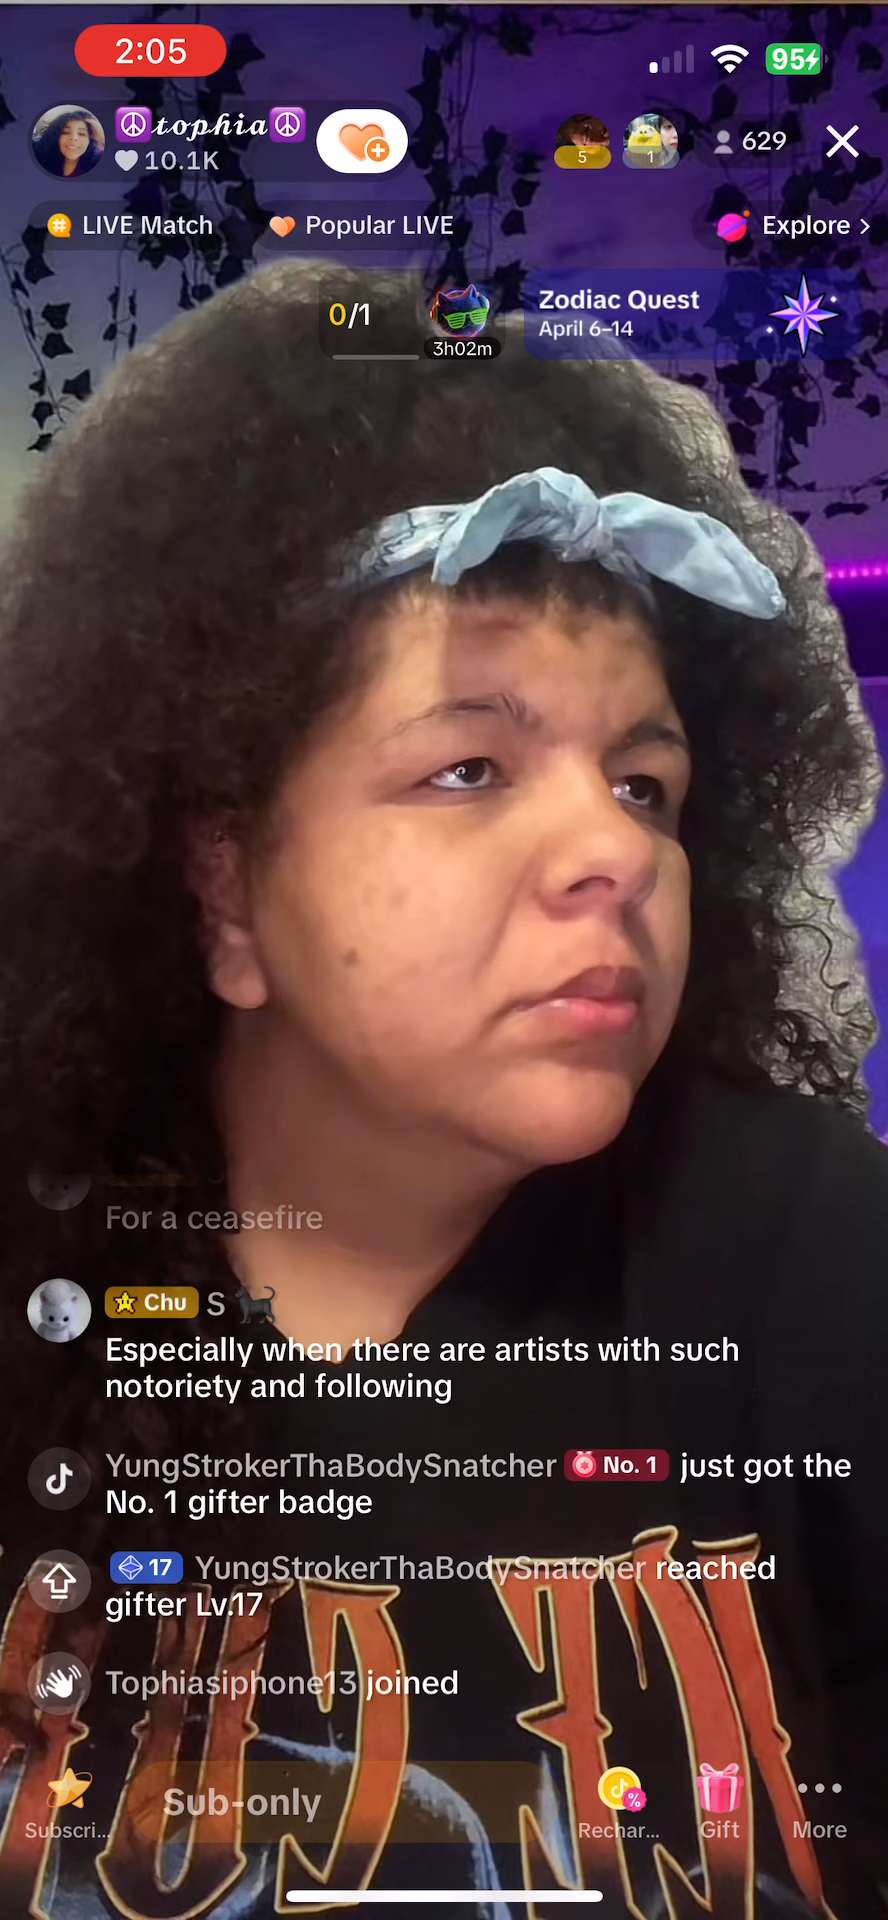 2:05
95
☮️tophia☮️
10.1K
5
1
629
LIVE Match
Popular LIVE
Explore >
0/1
3h02m
Zodiac Quest
April 6–14
For a ceasefire
Chu S 🐈‍⬛
Especially when there are artists with such
notoriety and following
YungStrokerThaBodySnatcher No. 1 just got the
No. 1 gifter badge
17 YungStrokerThaBodySnatcher reached
gifter Lv.17
Tophiasiphone13 joined
Sub-only
Subscri...
Rechar...
Gift
More